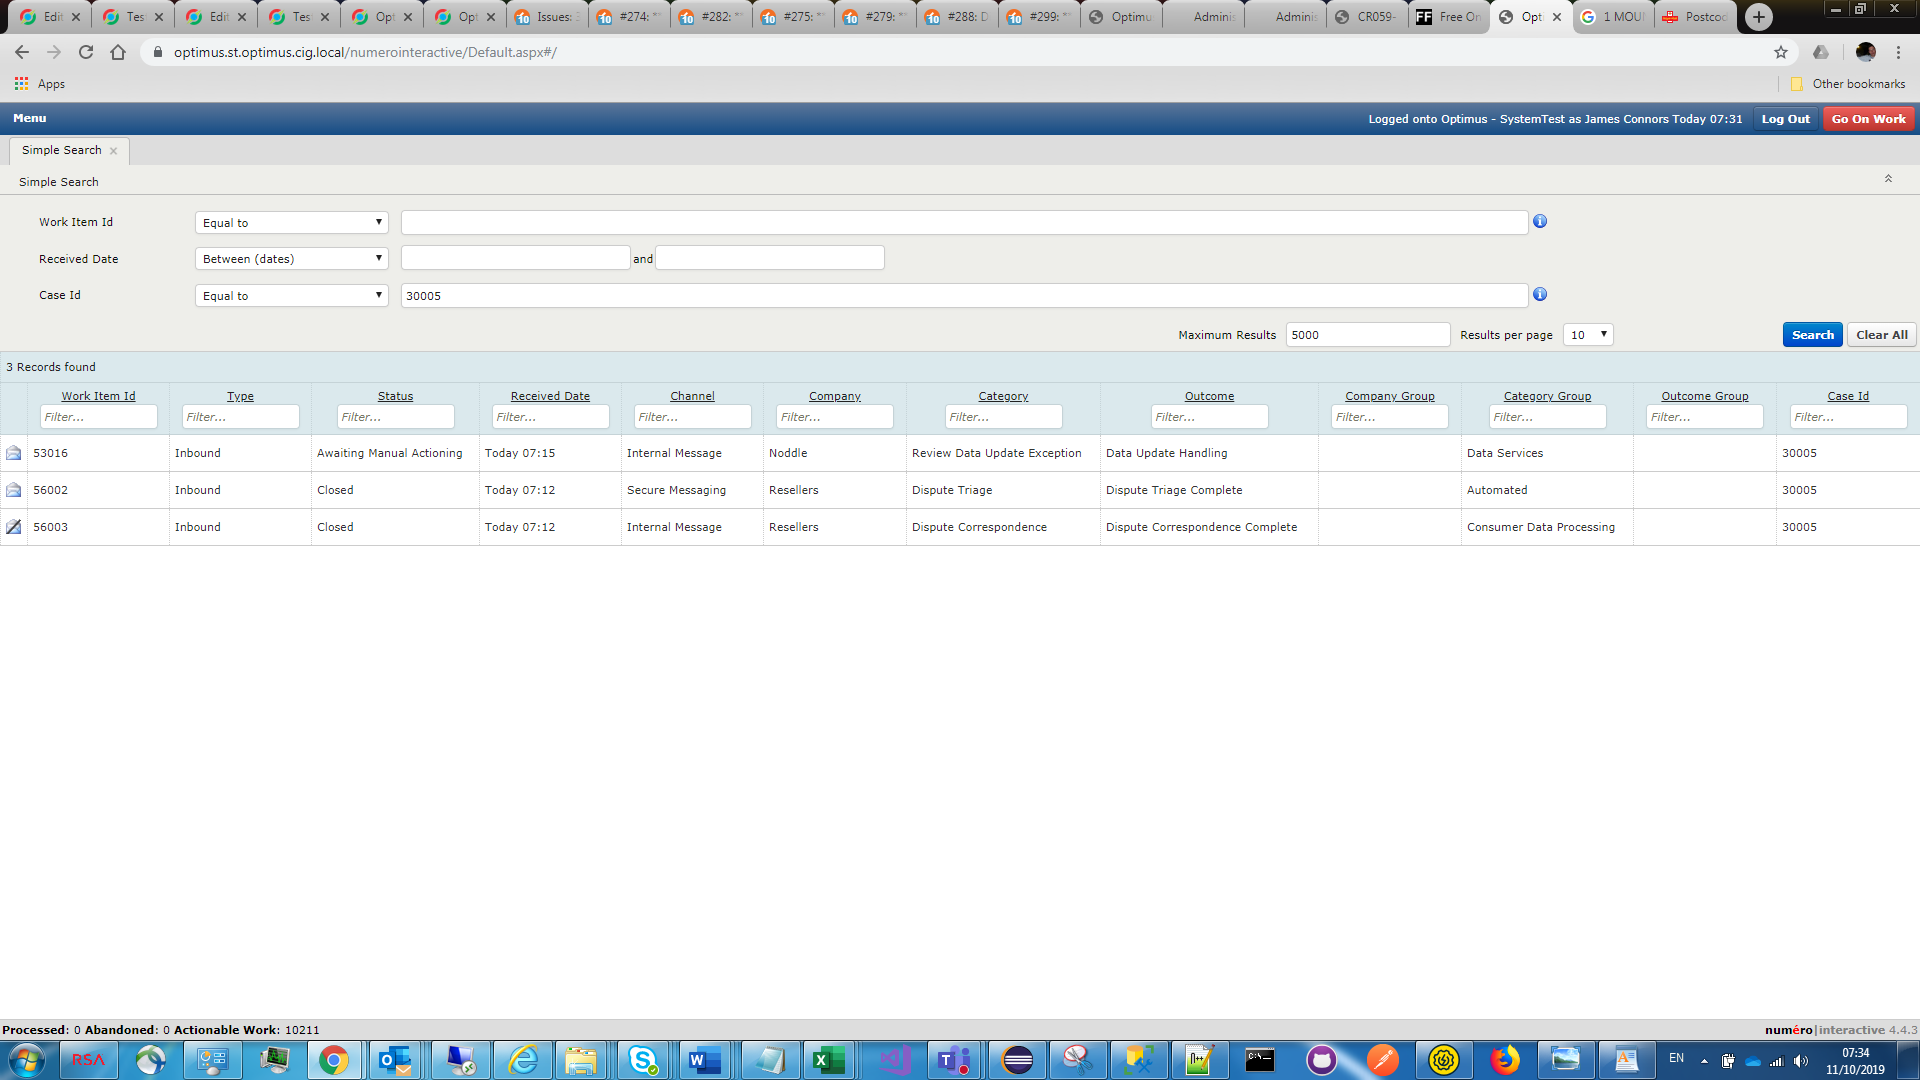 Edit Tes Edit Tes Opt Opt Issues: #274: #282: #275: #279: #288: D #299: Optimu Adminis Adminis CR059- Free On Opti 1 MOU Postcod
optimus.st.optimus.cig.local/numerointeractive/Default.aspx#/
Apps Other bookmarks
Menu Logged onto Optimus - SystemTest as James Connors Today 07:31 Log Out Go On Work
Simple Search
Simple Search
Work Item Id Equal to
Received Date Between (dates) and
Case Id Equal to 30005
Maximum Results 5000 Results per page 10 Search Clear All
3 Records found
Work Item Id Type Status Received Date Channel Company Category Outcome Company Group Category Group Outcome Group Case Id
Filter... Filter... Filter... Filter... Filter... Filter... Filter... Filter... Filter... Filter... Filter... Filter...
53016 Inbound Awaiting Manual Actioning Today 07:15 Internal Message Noddle Review Data Update Exception Data Update Handling Data Services 30005
56002 Inbound Closed Today 07:12 Secure Messaging Resellers Dispute Triage Dispute Triage Complete Automated 30005
56003 Inbound Closed Today 07:12 Internal Message Resellers Dispute Correspondence Dispute Correspondence Complete Consumer Data Processing 30005
Processed: 0 Abandoned: 0 Actionable Work: 10211 numéro|interactive 4.4.3
RSA EN 07:34
11/10/2019